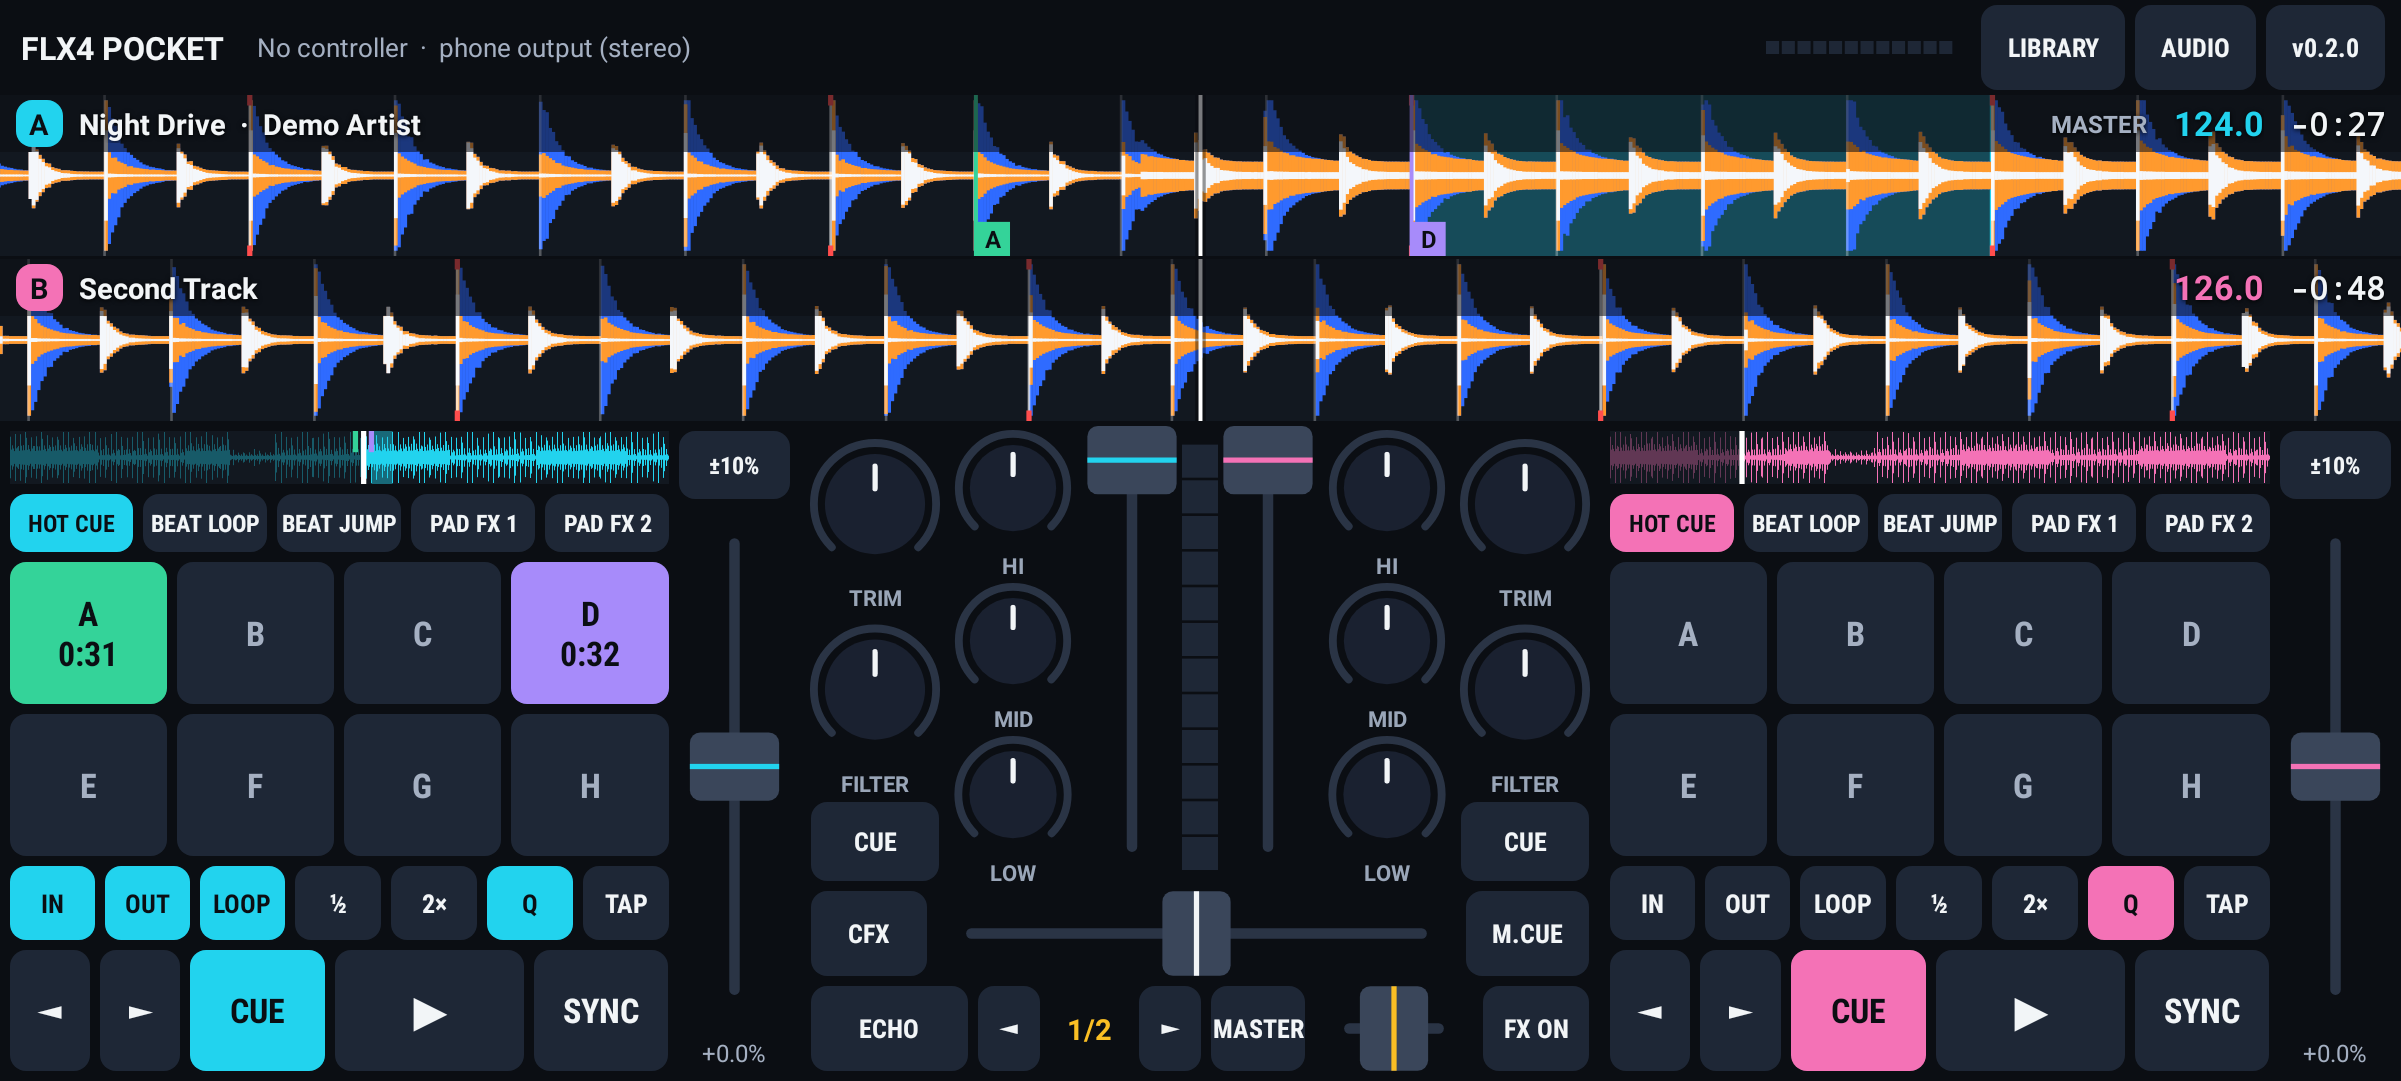 FLX4 POCKET No controller · phone output (stereo) LIBRARY AUDIO v0.2.0
A Night Drive · Demo Artist MASTER 124.0 -0:27
A D
B Second Track 126.0 -0:48
±10% ±10%
HOT CUE BEAT LOOP BEAT JUMP PAD FX 1 PAD FX 2 HOT CUE BEAT LOOP BEAT JUMP PAD FX 1 PAD FX 2
HI HI
TRIM TRIM
A B C D A B C D
0:31 0:32
MID MID
FILTER FILTER
E F G H E F G H
CUE CUE
LOW LOW
IN OUT LOOP ½ 2× Q TAP IN OUT LOOP ½ 2× Q TAP
CFX M.CUE
◄ ► CUE ▶ SYNC ◄ ► CUE ▶ SYNC
ECHO ◄ 1/2 ► MASTER FX ON
+0.0% +0.0%